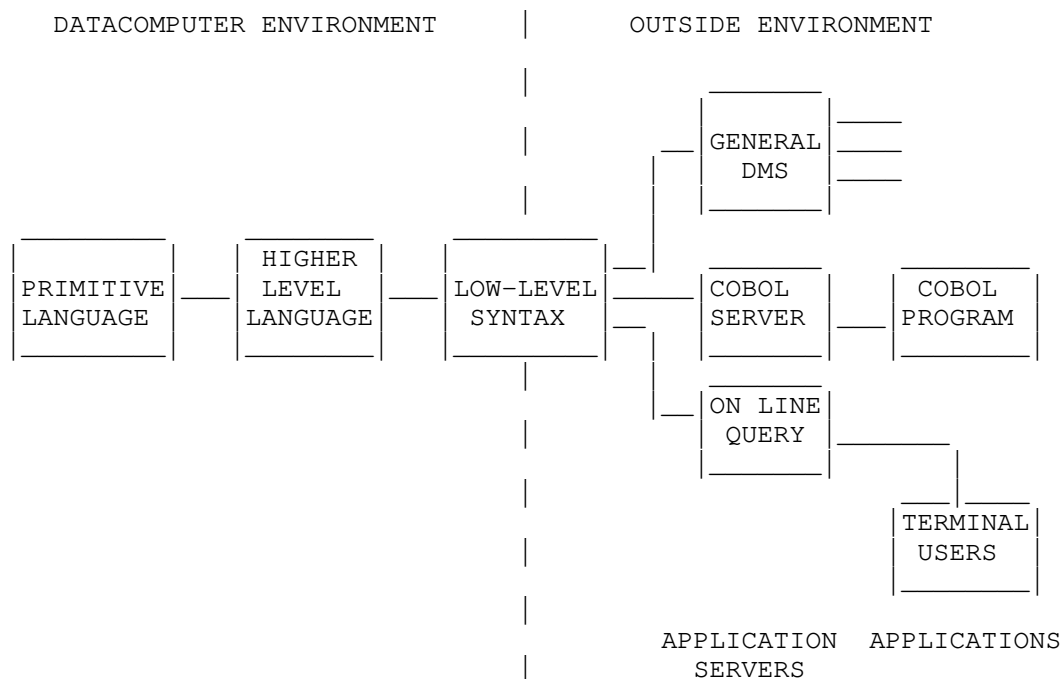 DATACOMPUTER ENVIRONMENT
OUTSIDE ENVIRONMENT
GENERAL
DMS
PRIMITIVE
LANGUAGE
HIGHER
LEVEL
LANGUAGE
LOW-LEVEL
SYNTAX
COBOL
SERVER
COBOL
PROGRAM
ON LINE
QUERY
TERMINAL
USERS
APPLICATION
SERVERS
APPLICATIONS